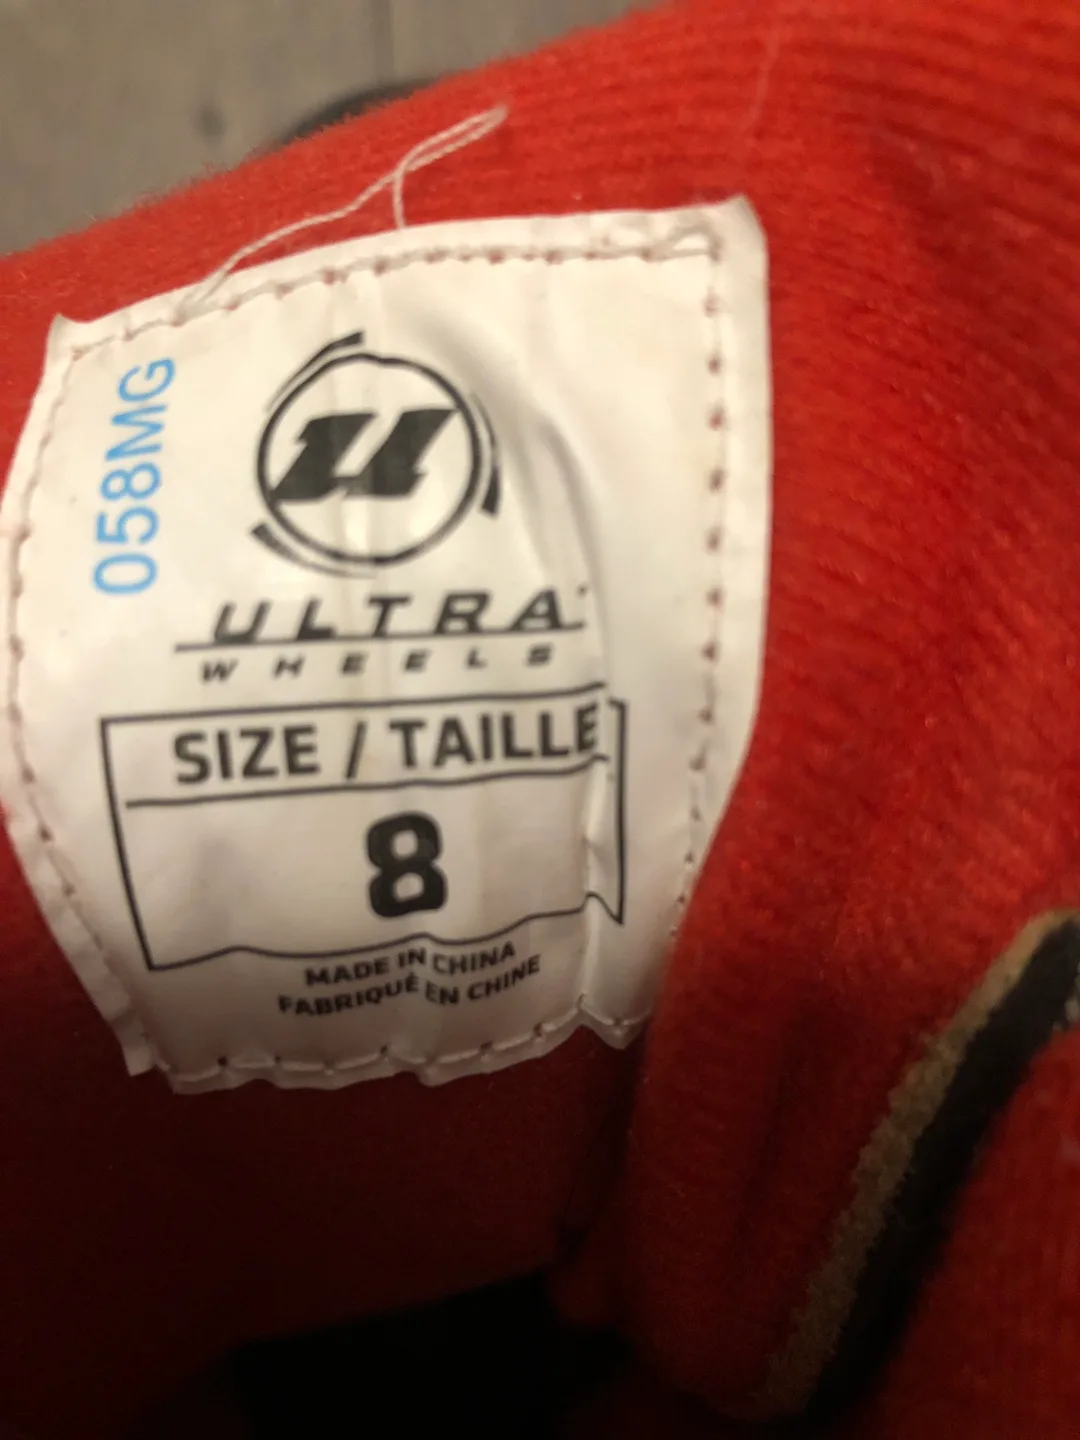 058MG
U
ULTRA
WHEELS
SIZE / TAILLE
8
MADE IN CHINA
FABRIQUÉ EN CHINE